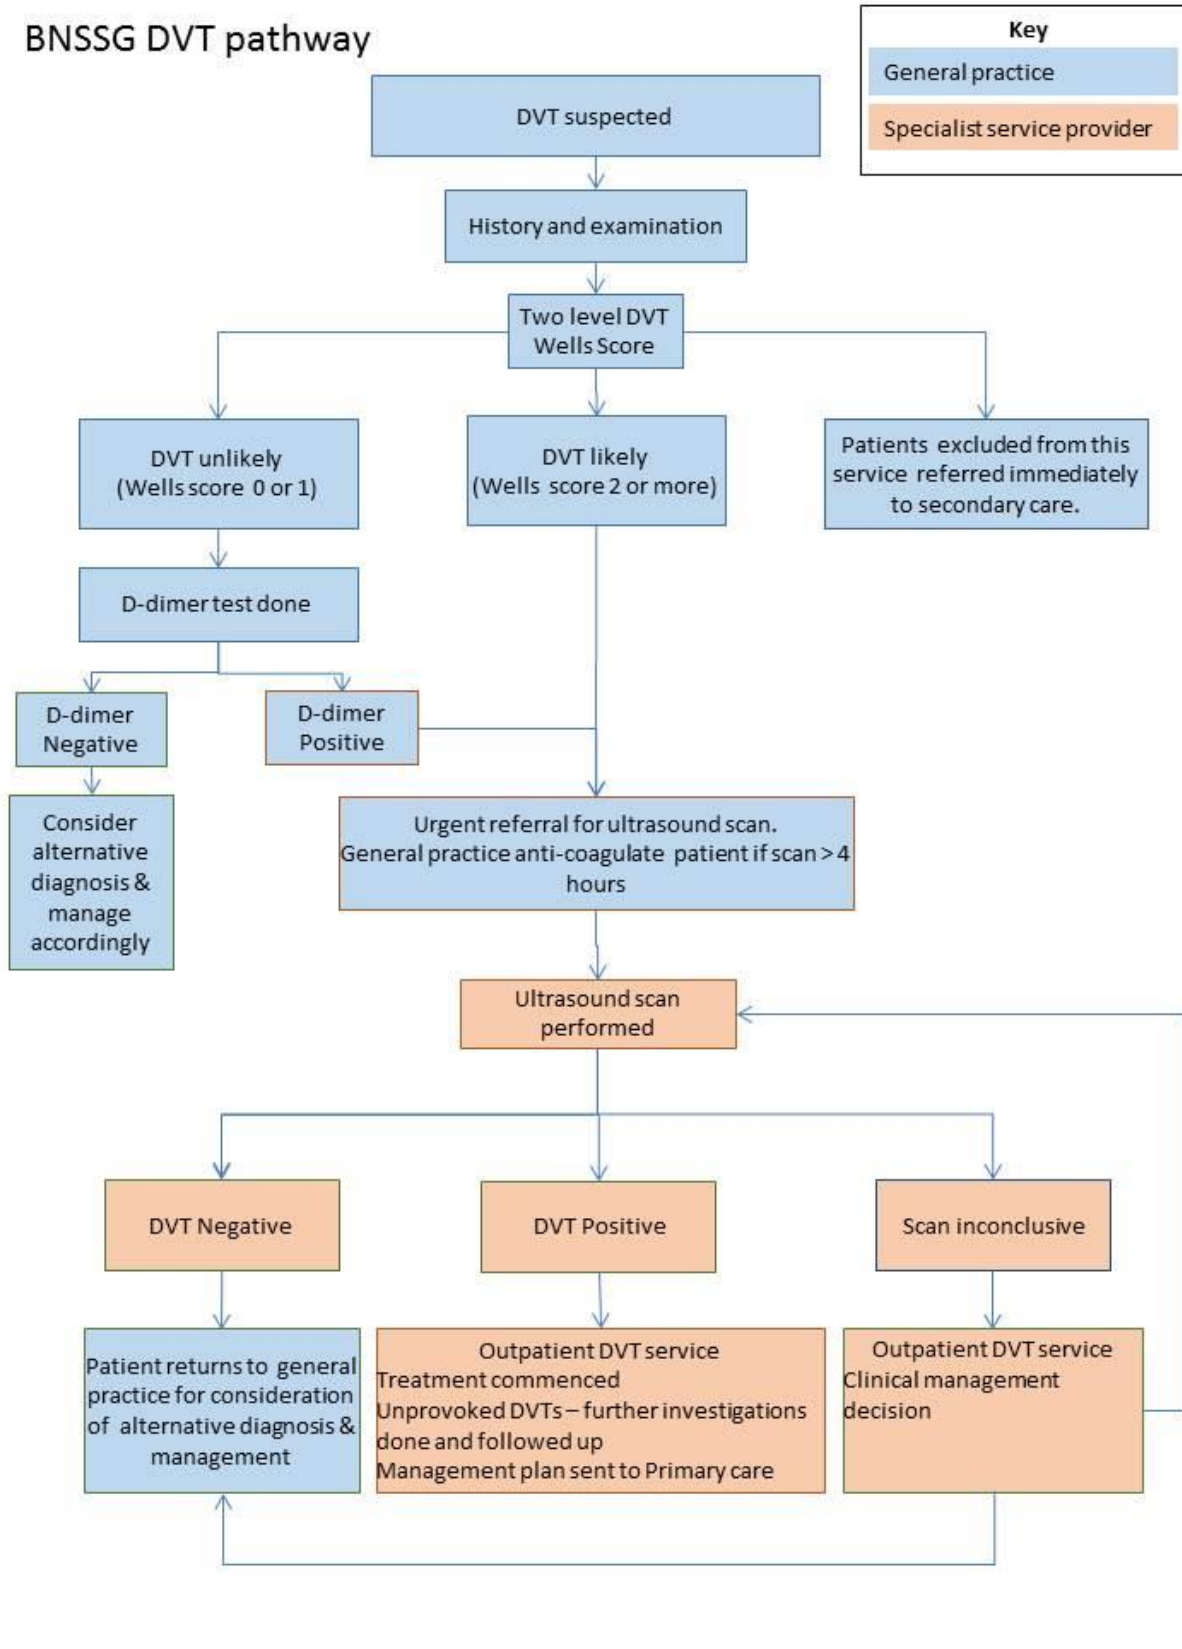 BNSSG DVT pathway
Key
General practice
Specialist service provider
DVT suspected
History and examination
Two level DVT
Wells Score
DVT unlikely
(Wells score 0 or 1)
DVT likely
(Wells score 2 or more)
Patients excluded from this
service referred immediately
to secondary care.
D-dimer test done
D-dimer
Negative
D-dimer
Positive
Consider
alternative
diagnosis &
manage
accordingly
Urgent referral for ultrasound scan.
General practice anti-coagulate patient if scan > 4
hours
Ultrasound scan
performed
DVT Negative
DVT Positive
Scan inconclusive
Patient returns to general
practice for consideration
of alternative diagnosis &
management
Outpatient DVT service
Treatment commenced
Unprovoked DVTs – further investigations
done and followed up
Management plan sent to Primary care
Outpatient DVT service
Clinical management
decision